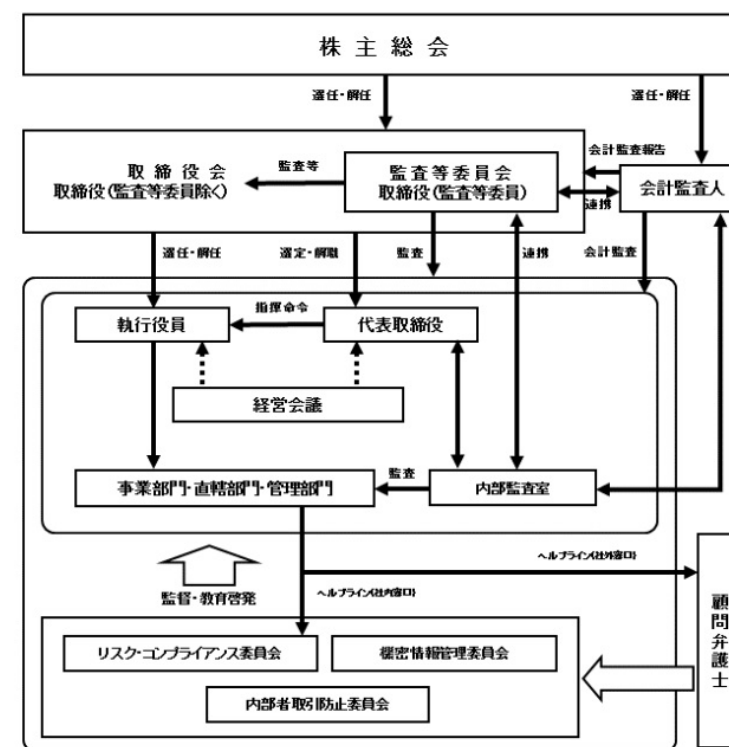 株主総会
選任・解任
選任・解任
取締役会
取締役(監査等委員除く)
監査等
監査等委員会
取締役(監査等委員)
会計監査報告
連携
会計監査人
選任・解任
選定・解職
監査
連携
会計監査
執行役員
指揮命令
代表取締役
経営会議
事業部門・直轄部門・管理部門
監査
内部監査室
ヘルプライン(社外窓口)
監督・教育啓発
ヘルプライン(社内窓口)
リスク・コンプライアンス委員会
機密情報管理委員会
内部者取引防止委員会
顧問弁護士